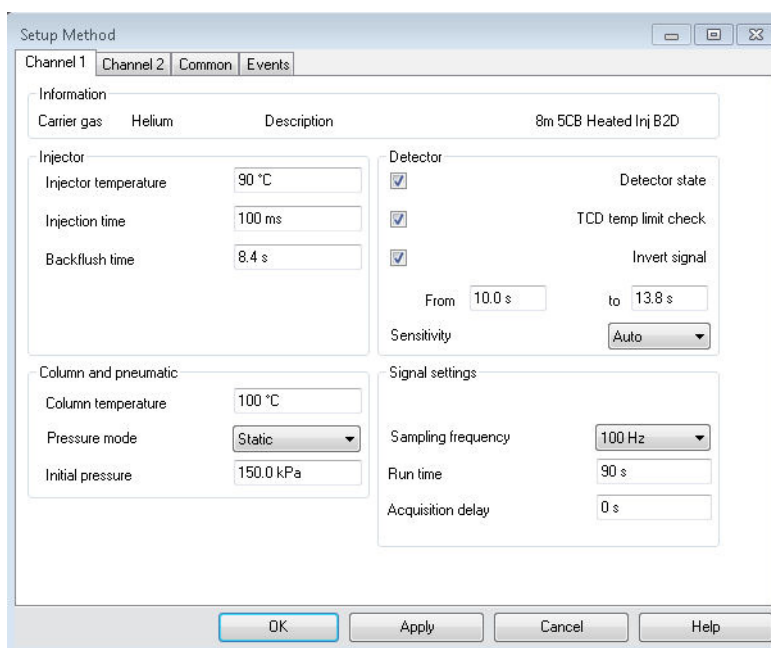 Setup Method
Channel 1 Channel 2 Common Events
Information
Carrier gas Helium Description 8m 5CB Heated Inj B2D
Injector
Injector temperature 90 °C
Injection time 100 ms
Backflush time 8.4 s
Detector
Detector state
TCD temp limit check
Invert signal
From 10.0 s to 13.8 s
Sensitivity Auto
Column and pneumatic
Column temperature 100 °C
Pressure mode Static
Initial pressure 150.0 kPa
Signal settings
Sampling frequency 100 Hz
Run time 90 s
Acquisition delay 0 s
OK Apply Cancel Help